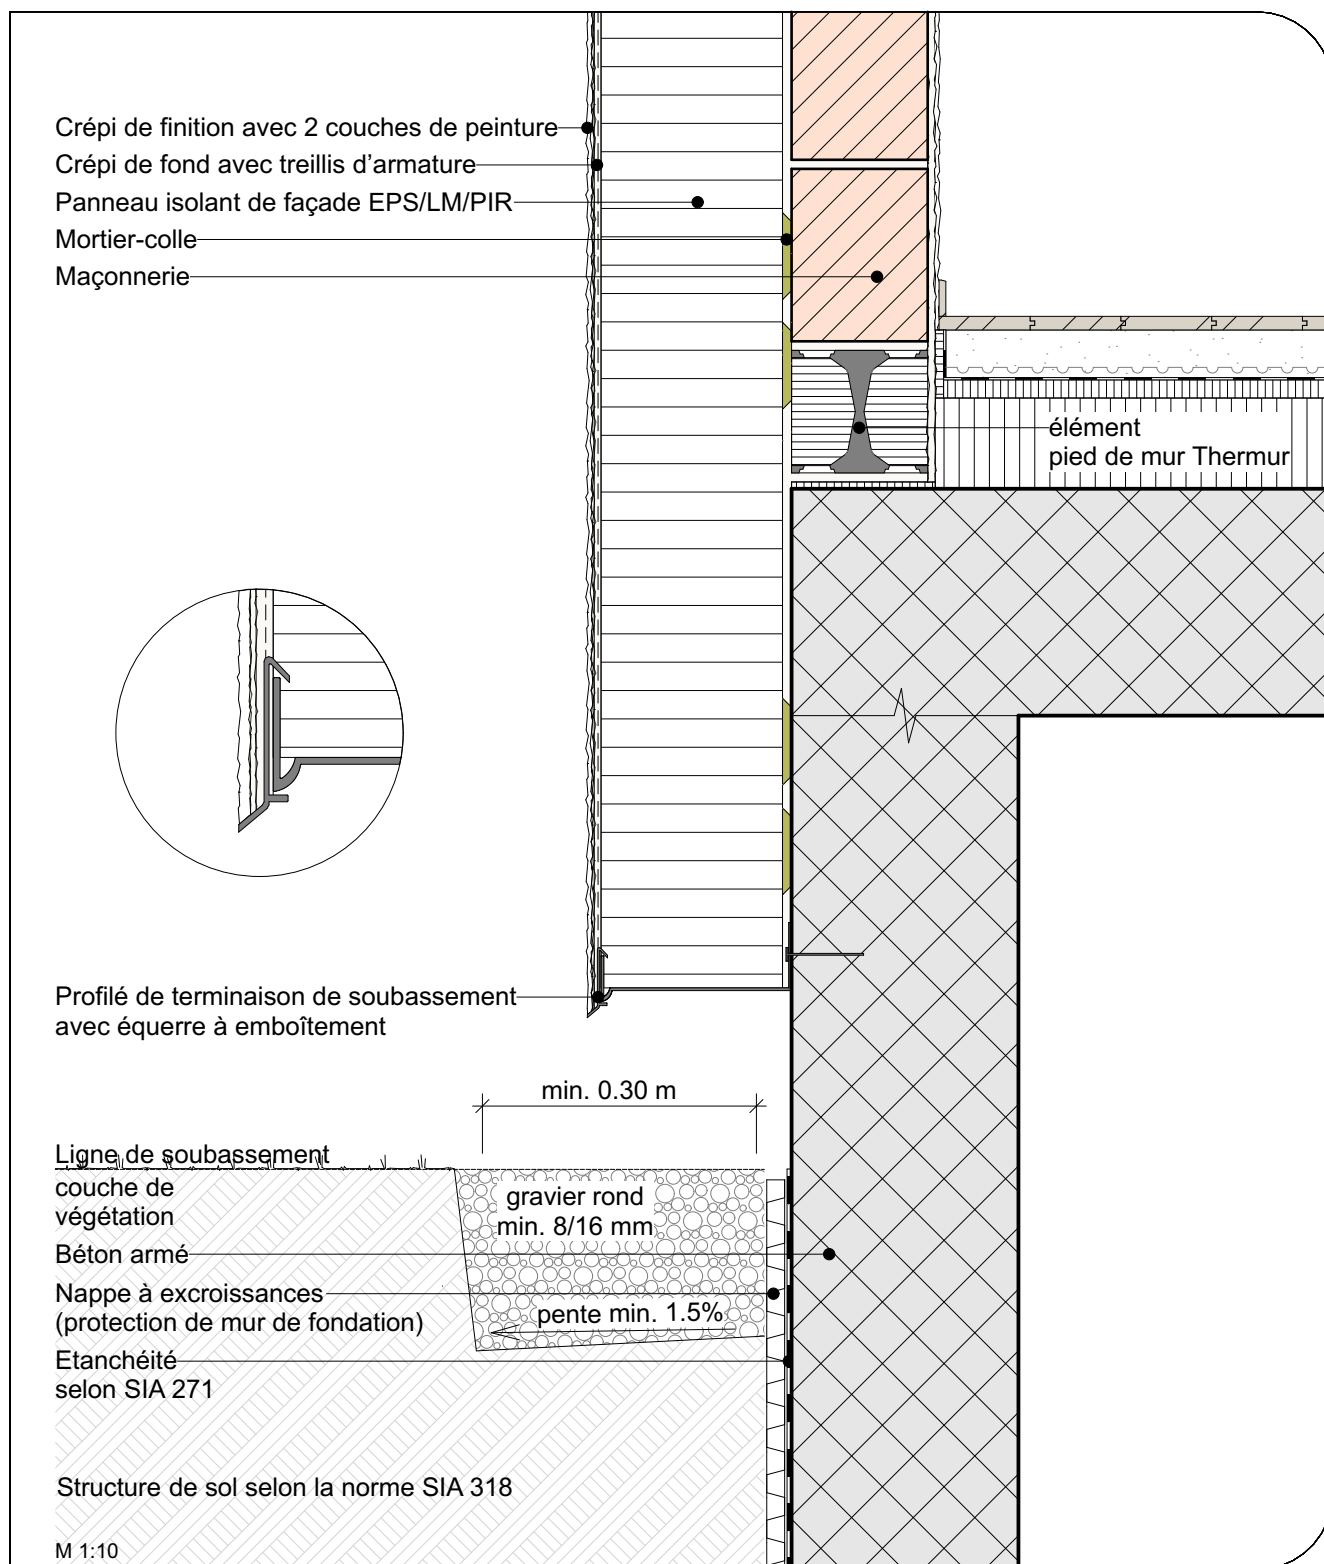 Crépi de finition avec 2 couches de peinture
Crépi de fond avec treillis d'armature
Panneau isolant de façade EPS/LM/PIR
Mortier-colle
Maçonnerie
élément
pied de mur Thermur
Profilé de terminaison de soubassement
avec équerre à emboîtement
min. 0.30 m
Ligne de soubassement
couche de
végétation
gravier rond
min. 8/16 mm
Béton armé
Nappe à excroissances
(protection de mur de fondation)
pente min. 1.5%
Etanchéité
selon SIA 271
Structure de sol selon la norme SIA 318
M 1:10